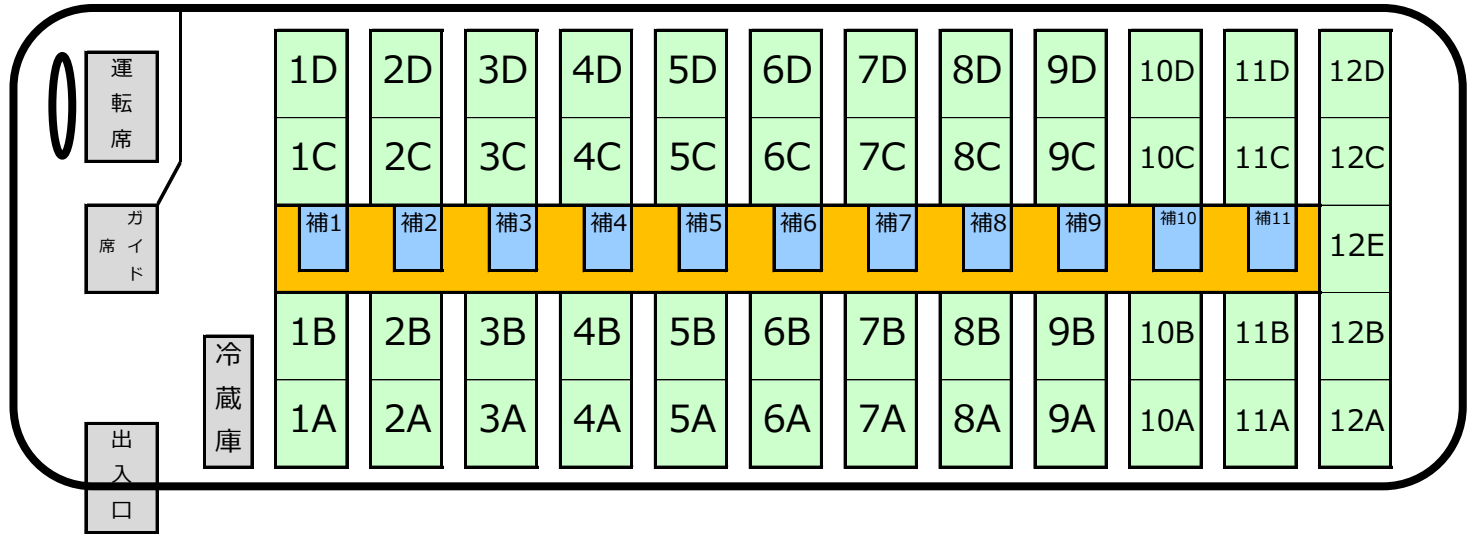 運転席
1D 2D 3D 4D 5D 6D 7D 8D 9D 10D 11D 12D
1C 2C 3C 4C 5C 6C 7C 8C 9C 10C 11C 12C
ガイド席
補1 補2 補3 補4 補5 補6 補7 補8 補9 補10 補11 12E
1B 2B 3B 4B 5B 6B 7B 8B 9B 10B 11B 12B
冷蔵庫
1A 2A 3A 4A 5A 6A 7A 8A 9A 10A 11A 12A
出入口